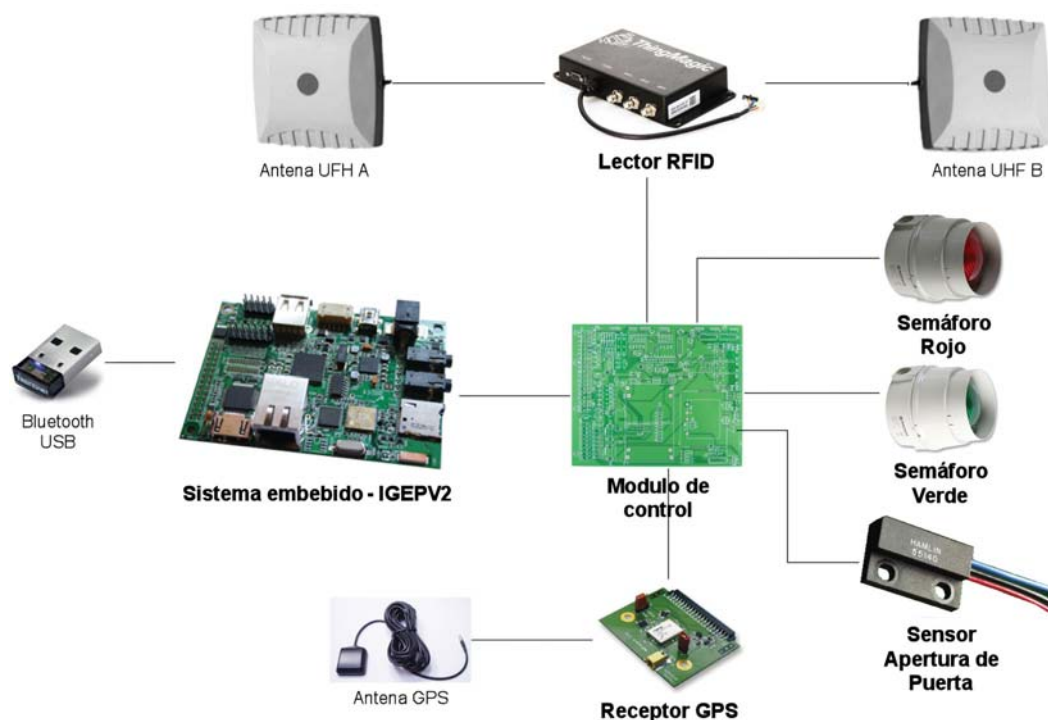 ThingMagic
Antena UFH A
Lector RFID
Antena UHF B
Semáforo
Rojo
Bluetooth
USB
Sistema embebido - IGEPV2
Modulo de
control
Semáforo
Verde
HAMLIN
55140
Sensor
Apertura de
Puerta
Antena GPS
Receptor GPS